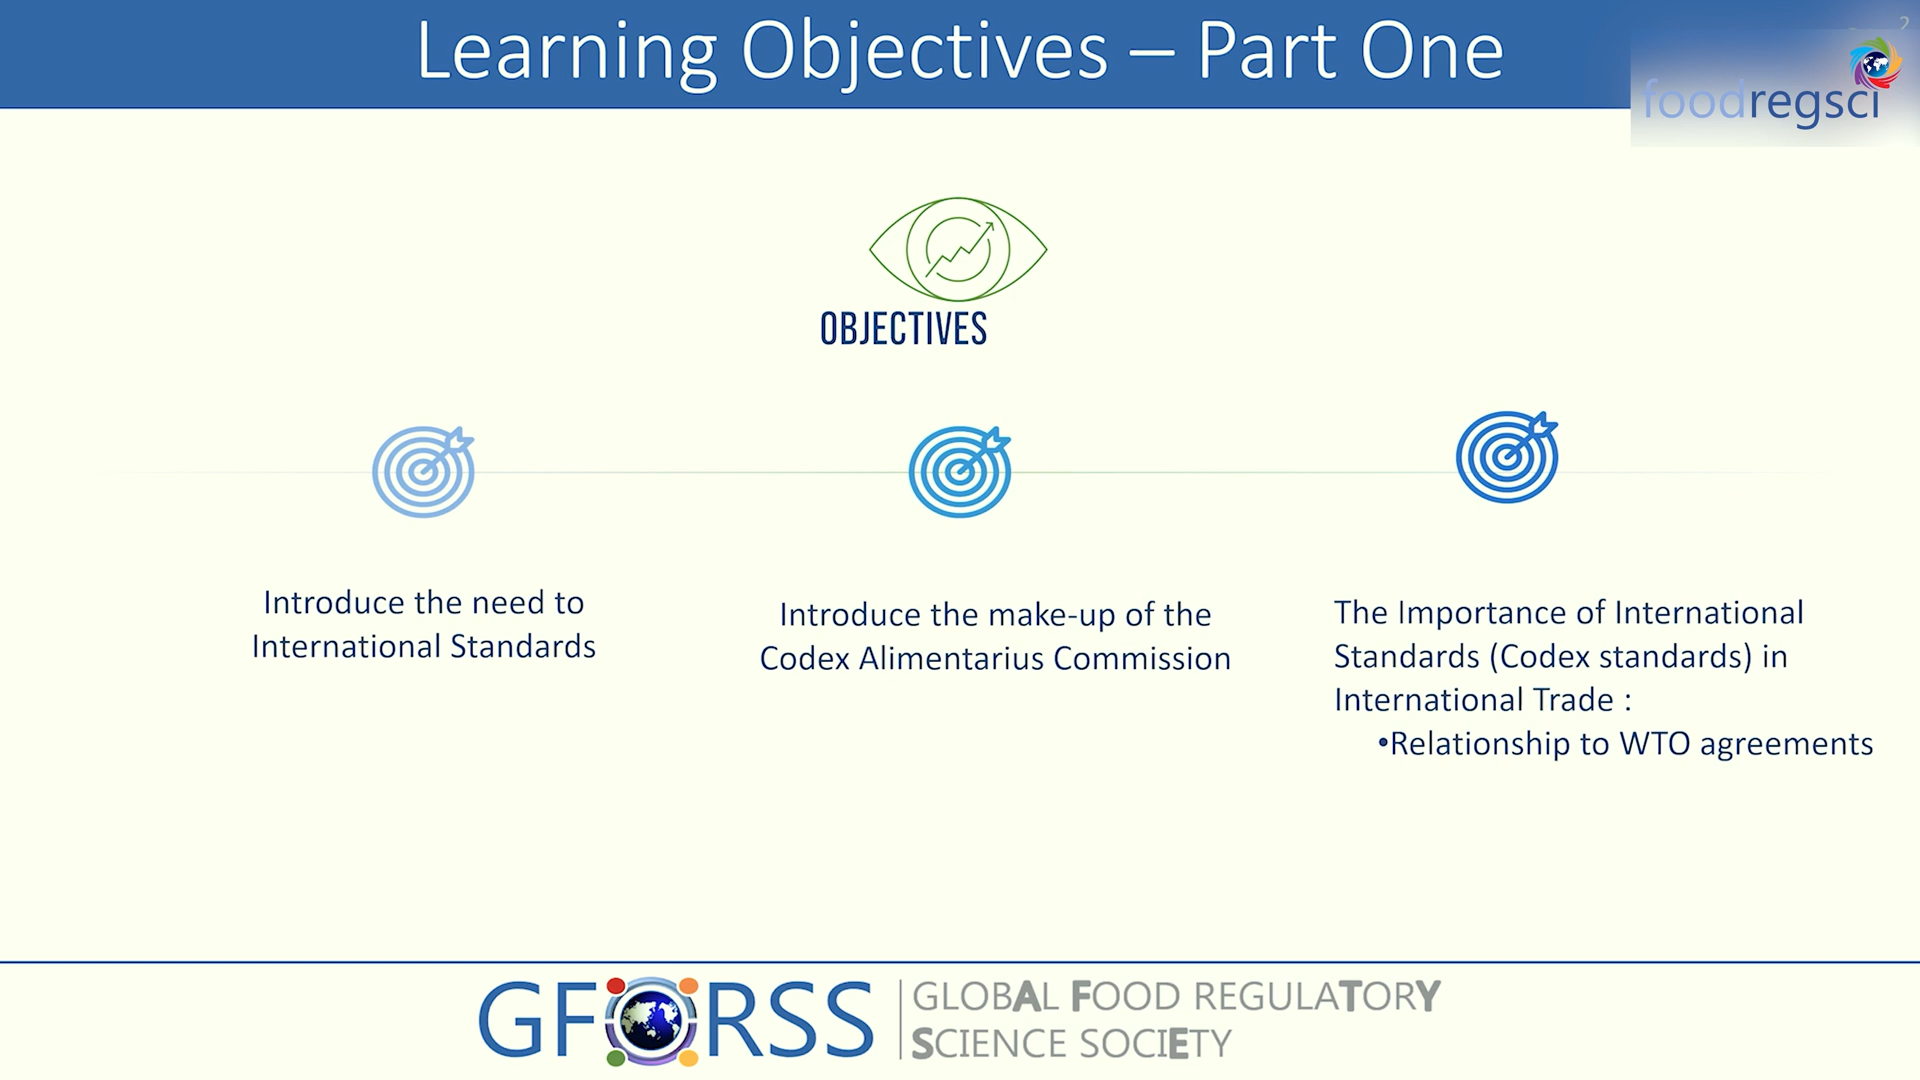 Learning Objectives – Part One
2
foodregsci
OBJECTIVES
Introduce the need to
International Standards
Introduce the make-up of the
Codex Alimentarius Commission
The Importance of International
Standards (Codex standards) in
International Trade :
•Relationship to WTO agreements
GFORSS
GLOBAL FOOD REGULATORY
SCIENCE SOCIETY